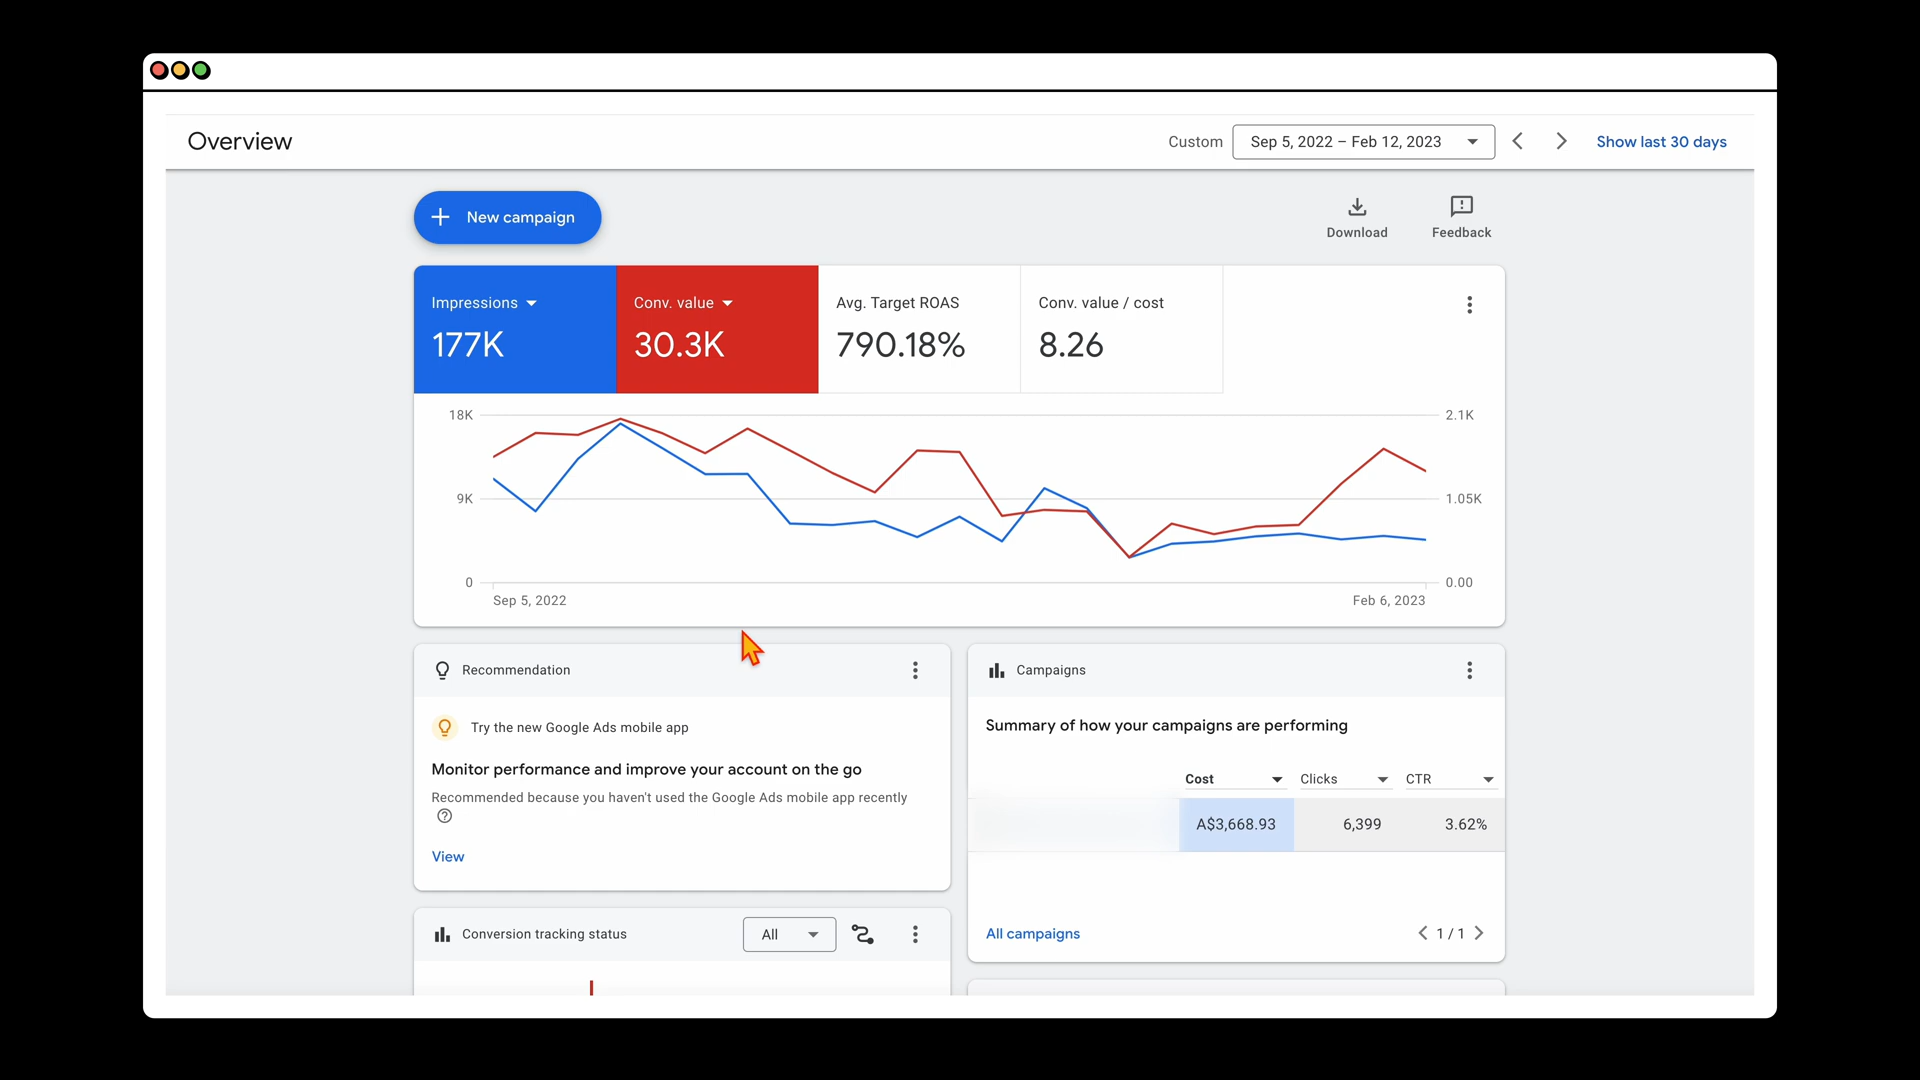 Overview
Custom
Sep 5, 2022 – Feb 12, 2023
Show last 30 days
New campaign
Download
Feedback
Impressions
177K
Conv. value
30.3K
Avg. Target ROAS
790.18%
Conv. value / cost
8.26
18K
9K
0
2.1K
1.05K
0.00
Sep 5, 2022
Feb 6, 2023
Recommendation
Try the new Google Ads mobile app
Monitor performance and improve your account on the go
Recommended because you haven't used the Google Ads mobile app recently
View
Campaigns
Summary of how your campaigns are performing
Cost Clicks CTR
A$3,668.93 6,399 3.62%
All campaigns
1 / 1
Conversion tracking status
All